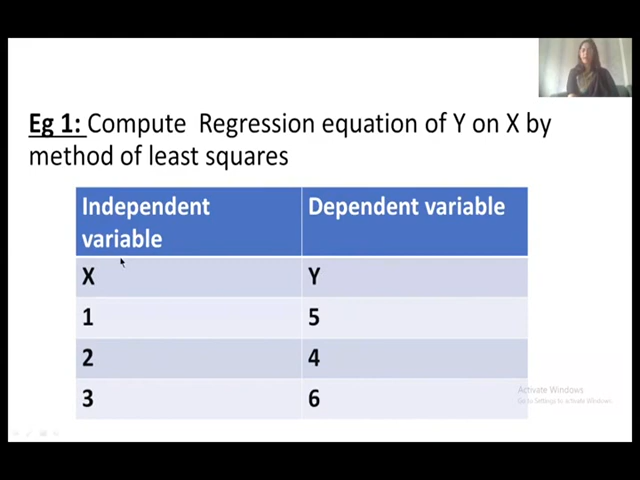 Eg 1: Compute Regression equation of Y on X by
method of least squares
Independent variable
Dependent variable
X Y
1 5
2 4
3 6
Activate Windows
Go to Settings to activate Windows.